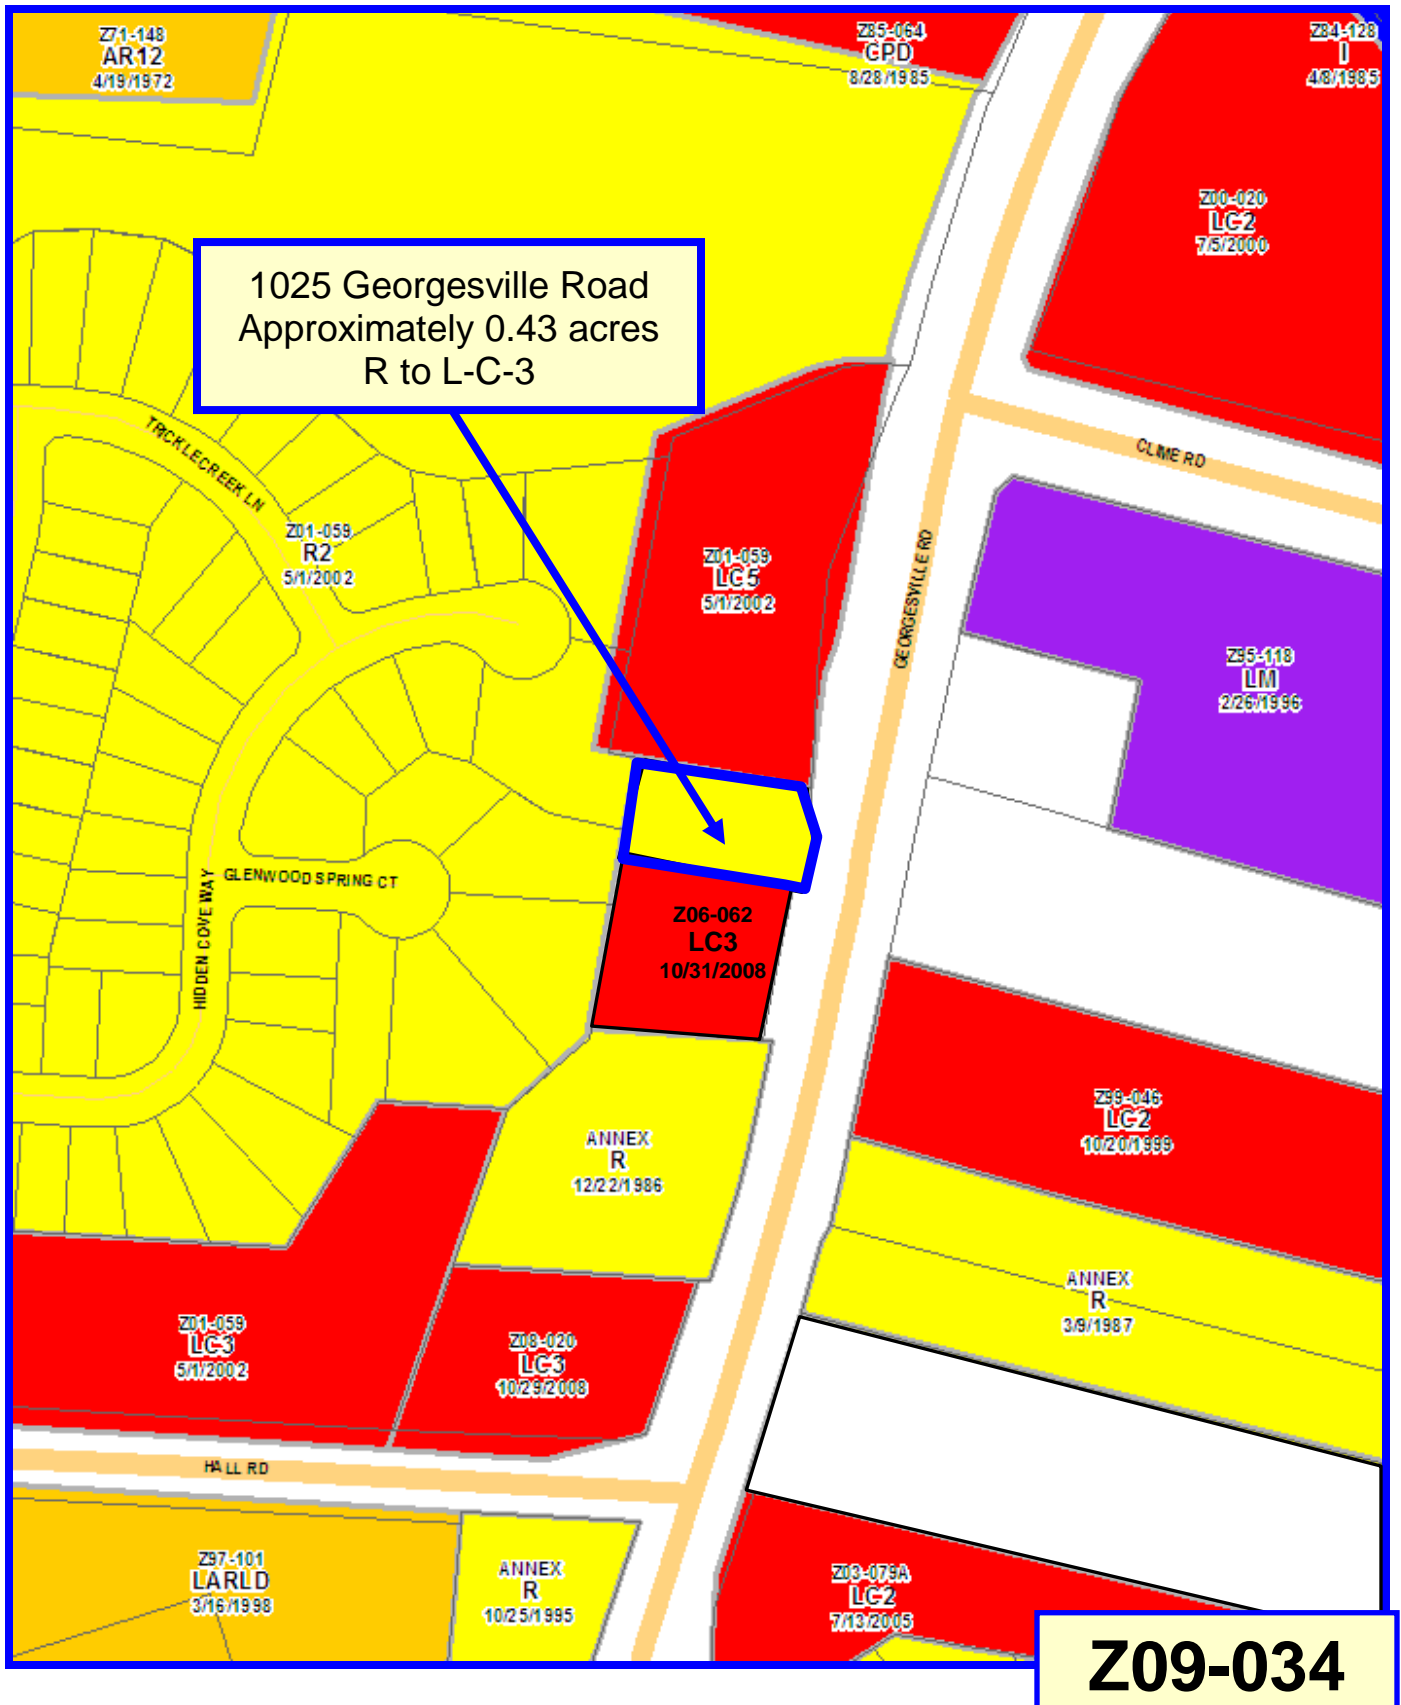 Z71-148
AR12
4/19/1972
Z85-064
CPD
8/28/1985
Z84-128
I
4/8/1985
Z00-020
LC2
7/5/2000
1025 Georgesville Road
Approximately 0.43 acres
R to L-C-3
TRICKLECREEK LN
CLIME RD
Z01-059
R2
5/1/2002
Z01-059
LC5
5/1/2002
GEORGESVILLE RD
Z95-118
LM
2/26/1996
GLENWOOD SPRING CT
HIDDEN COVE WAY
Z06-062
LC3
10/31/2008
Z99-046
LC2
10/20/1999
ANNEX
R
12/22/1986
ANNEX
R
3/9/1987
Z01-059
LC3
5/1/2002
Z08-020
LC3
10/29/2008
HALL RD
Z97-101
LARLD
3/16/1998
ANNEX
R
10/25/1995
Z03-079A
LC2
7/13/2005
Z09-034